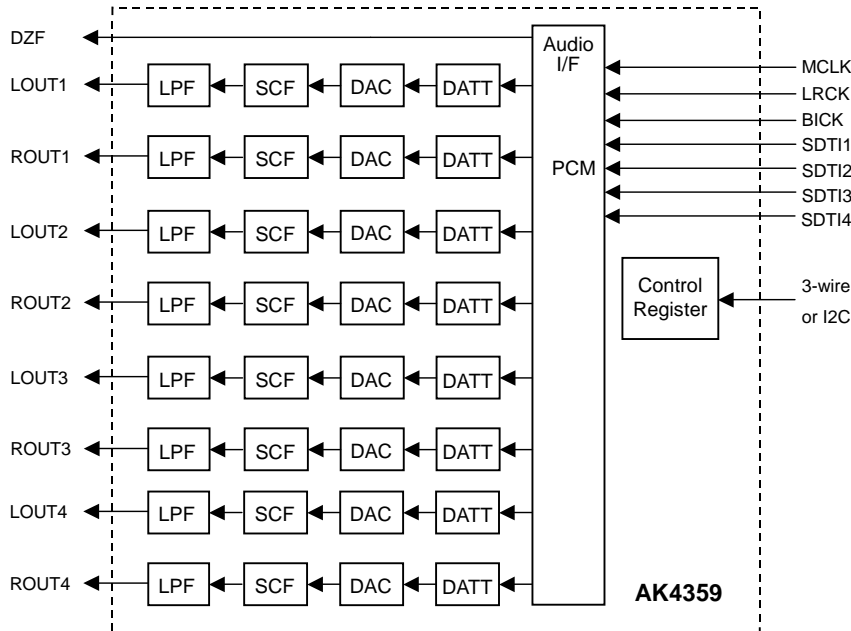 DZF
Audio
I/F
MCLK
LOUT1 LPF SCF DAC DATT
LRCK
BICK
SDTI1
ROUT1 LPF SCF DAC DATT PCM
SDTI2
SDTI3
SDTI4
LOUT2 LPF SCF DAC DATT
ROUT2 LPF SCF DAC DATT
Control
Register
3-wire
or I2C
LOUT3 LPF SCF DAC DATT
ROUT3 LPF SCF DAC DATT
LOUT4 LPF SCF DAC DATT
ROUT4 LPF SCF DAC DATT
AK4359